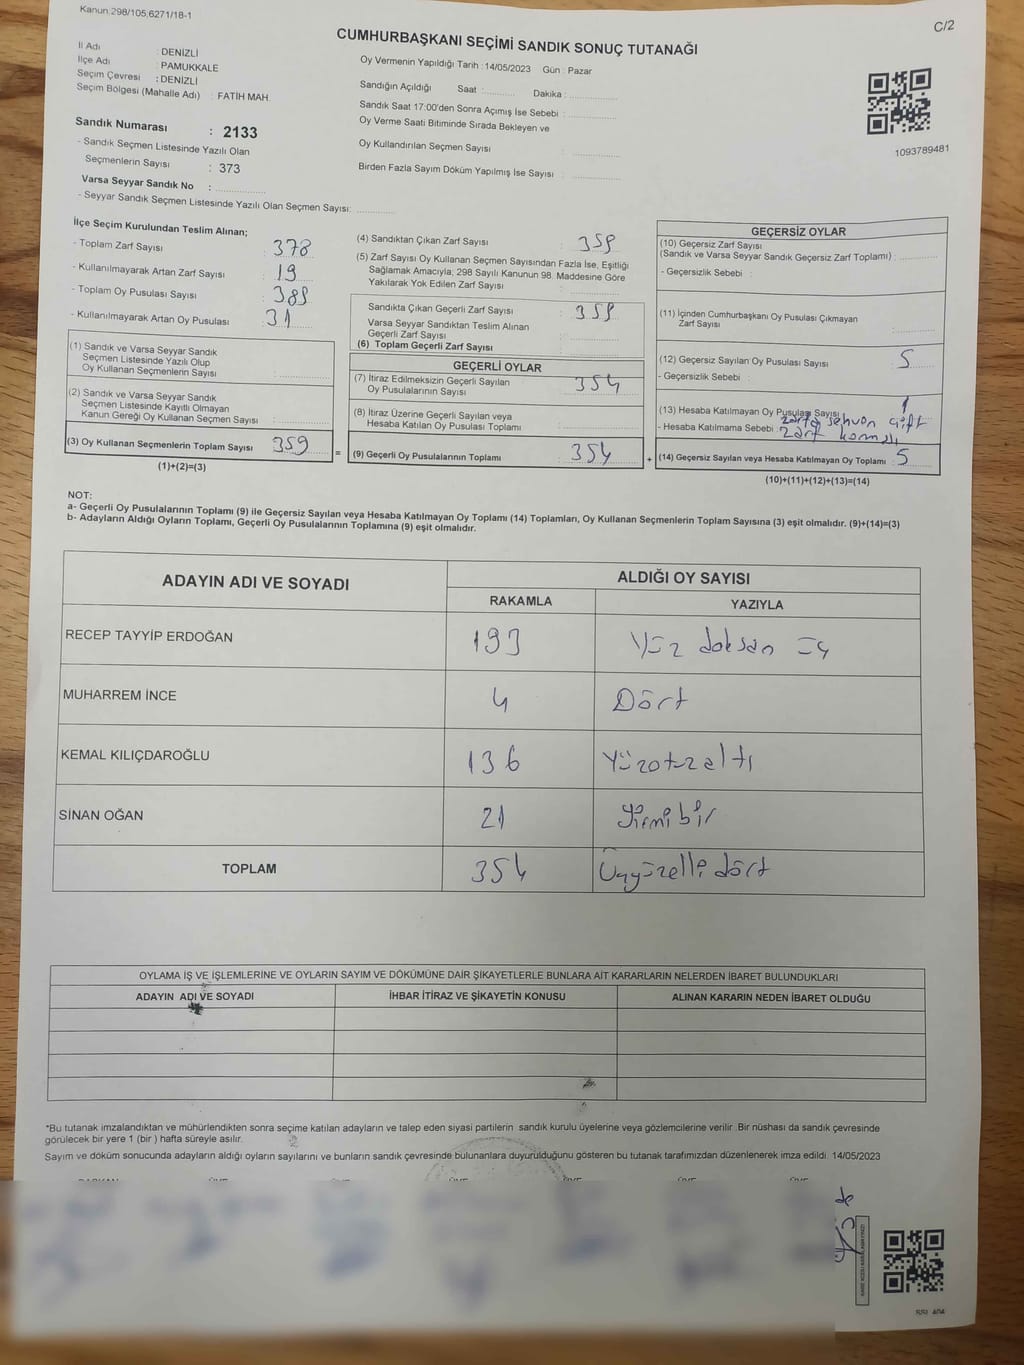 Kanun.298/105,6271/18-1
C/2
CUMHURBAŞKANI SEÇİMİ SANDIK SONUÇ TUTANAĞI
İl Adı : DENİZLİ
İlçe Adı : PAMUKKALE
Seçim Çevresi : DENİZLİ
Seçim Bölgesi (Mahalle Adı) : FATİH MAH.
Sandık Numarası : 2133
- Sandık Seçmen Listesinde Yazılı Olan
Seçmenlerin Sayısı : 373
Varsa Seyyar Sandık No :
- Seyyar Sandık Seçmen Listesinde Yazılı Olan Seçmen Sayısı:
Oy Vermenin Yapıldığı Tarih : 14/05/2023 Gün : Pazar
Sandığın Açıldığı Saat : Dakika :
Sandık Saat 17:00'den Sonra Açımış İse Sebebi :
Oy Verme Saati Bitiminde Sırada Bekleyen ve
Oy Kullandırılan Seçmen Sayısı :
Birden Fazla Sayım Döküm Yapılmış İse Sayısı :
1093789481
İlçe Seçim Kurulundan Teslim Alınan;
- Toplam Zarf Sayısı : 378
- Kullanılmayarak Artan Zarf Sayısı : 19
- Toplam Oy Pusulası Sayısı : 389
- Kullanılmayarak Artan Oy Pusulası : 31
(1) Sandık ve Varsa Seyyar Sandık
Seçmen Listesinde Yazılı Olup
Oy Kullanan Seçmenlerin Sayısı :
(2) Sandık ve Varsa Seyyar Sandık
Seçmen Listesinde Kayıtlı Olmayan
Kanun Gereği Oy Kullanan Seçmen Sayısı :
(3) Oy Kullanan Seçmenlerin Toplam Sayısı : 359
(1)+(2)=(3)
=
(4) Sandıktan Çıkan Zarf Sayısı : 359
(5) Zarf Sayısı Oy Kullanan Seçmen Sayısından Fazla İse, Eşitliği
Sağlamak Amacıyla; 298 Sayılı Kanunun 98. Maddesine Göre
Yakılarak Yok Edilen Zarf Sayısı :
Sandıkta Çıkan Geçerli Zarf Sayısı : 359
Varsa Seyyar Sandıktan Teslim Alınan
Geçerli Zarf Sayısı :
(6) Toplam Geçerli Zarf Sayısı :
GEÇERLİ OYLAR
(7) İtiraz Edilmeksizin Geçerli Sayılan
Oy Pusulalarının Sayısı : 354
(8) İtiraz Üzerine Geçerli Sayılan veya
Hesaba Katılan Oy Pusulası Toplamı :
(9) Geçerli Oy Pusulalarının Toplamı : 354
+
GEÇERSİZ OYLAR
(10) Geçersiz Zarf Sayısı
(Sandık ve Varsa Seyyar Sandık Geçersiz Zarf Toplamı) :
- Geçersizlik Sebebi :
(11) İçinden Cumhurbaşkanı Oy Pusulası Çıkmayan
Zarf Sayısı :
(12) Geçersiz Sayılan Oy Pusulası Sayısı : 5
- Geçersizlik Sebebi :
(13) Hesaba Katılmayan Oy Pusulası Sayısı : 1
- Hesaba Katılmama Sebebi : zarfa sehven çift
zarf
(14) Geçersiz Sayılan veya Hesaba Katılmayan Oy Toplamı : 5
(10)+(11)+(12)+(13)=(14)
NOT:
a- Geçerli Oy Pusulalarının Toplamı (9) ile Geçersiz Sayılan veya Hesaba Katılmayan Oy Toplamı (14) Toplamları, Oy Kullanan Seçmenlerin Toplam Sayısına (3) eşit olmalıdır. (9)+(14)=(3)
b- Adayların Aldığı Oyların Toplamı, Geçerli Oy Pusulalarının Toplamına (9) eşit olmalıdır.
ADAYIN ADI VE SOYADI
ALDIĞI OY SAYISI
RAKAMLA YAZIYLA
RECEP TAYYİP ERDOĞAN 193 Yüz doksan üç
MUHARREM İNCE 4 Dört
KEMAL KILIÇDAROĞLU 136 Yüzotuzaltı
SİNAN OĞAN 21 Yirmibir
TOPLAM 354 Üçyüzelli dört
OYLAMA İŞ VE İŞLEMLERİNE VE OYLARIN SAYIM VE DÖKÜMÜNE DAİR ŞİKAYETLERLE BUNLARA AİT KARARLARIN NELERDEN İBARET BULUNDUKLARI
ADAYIN ADI VE SOYADI İHBAR İTİRAZ VE ŞİKAYETİN KONUSU ALINAN KARARIN NEDEN İBARET OLDUĞU
*Bu tutanak imzalandıktan ve mühürlendikten sonra seçime katılan adayların ve talep eden siyasi partilerin sandık kurulu üyelerine veya gözlemcilerine verilir. Bir nüshası da sandık çevresinde
görülecek bir yere 1 (bir ) hafta süreyle asılır.
Sayım ve döküm sonucunda adayların aldığı oyların sayılarını ve bunların sandık çevresinde bulunanlara duyurulduğunu gösteren bu tutanak tarafımızdan düzenlenerek imza edildi. 14/05/2023